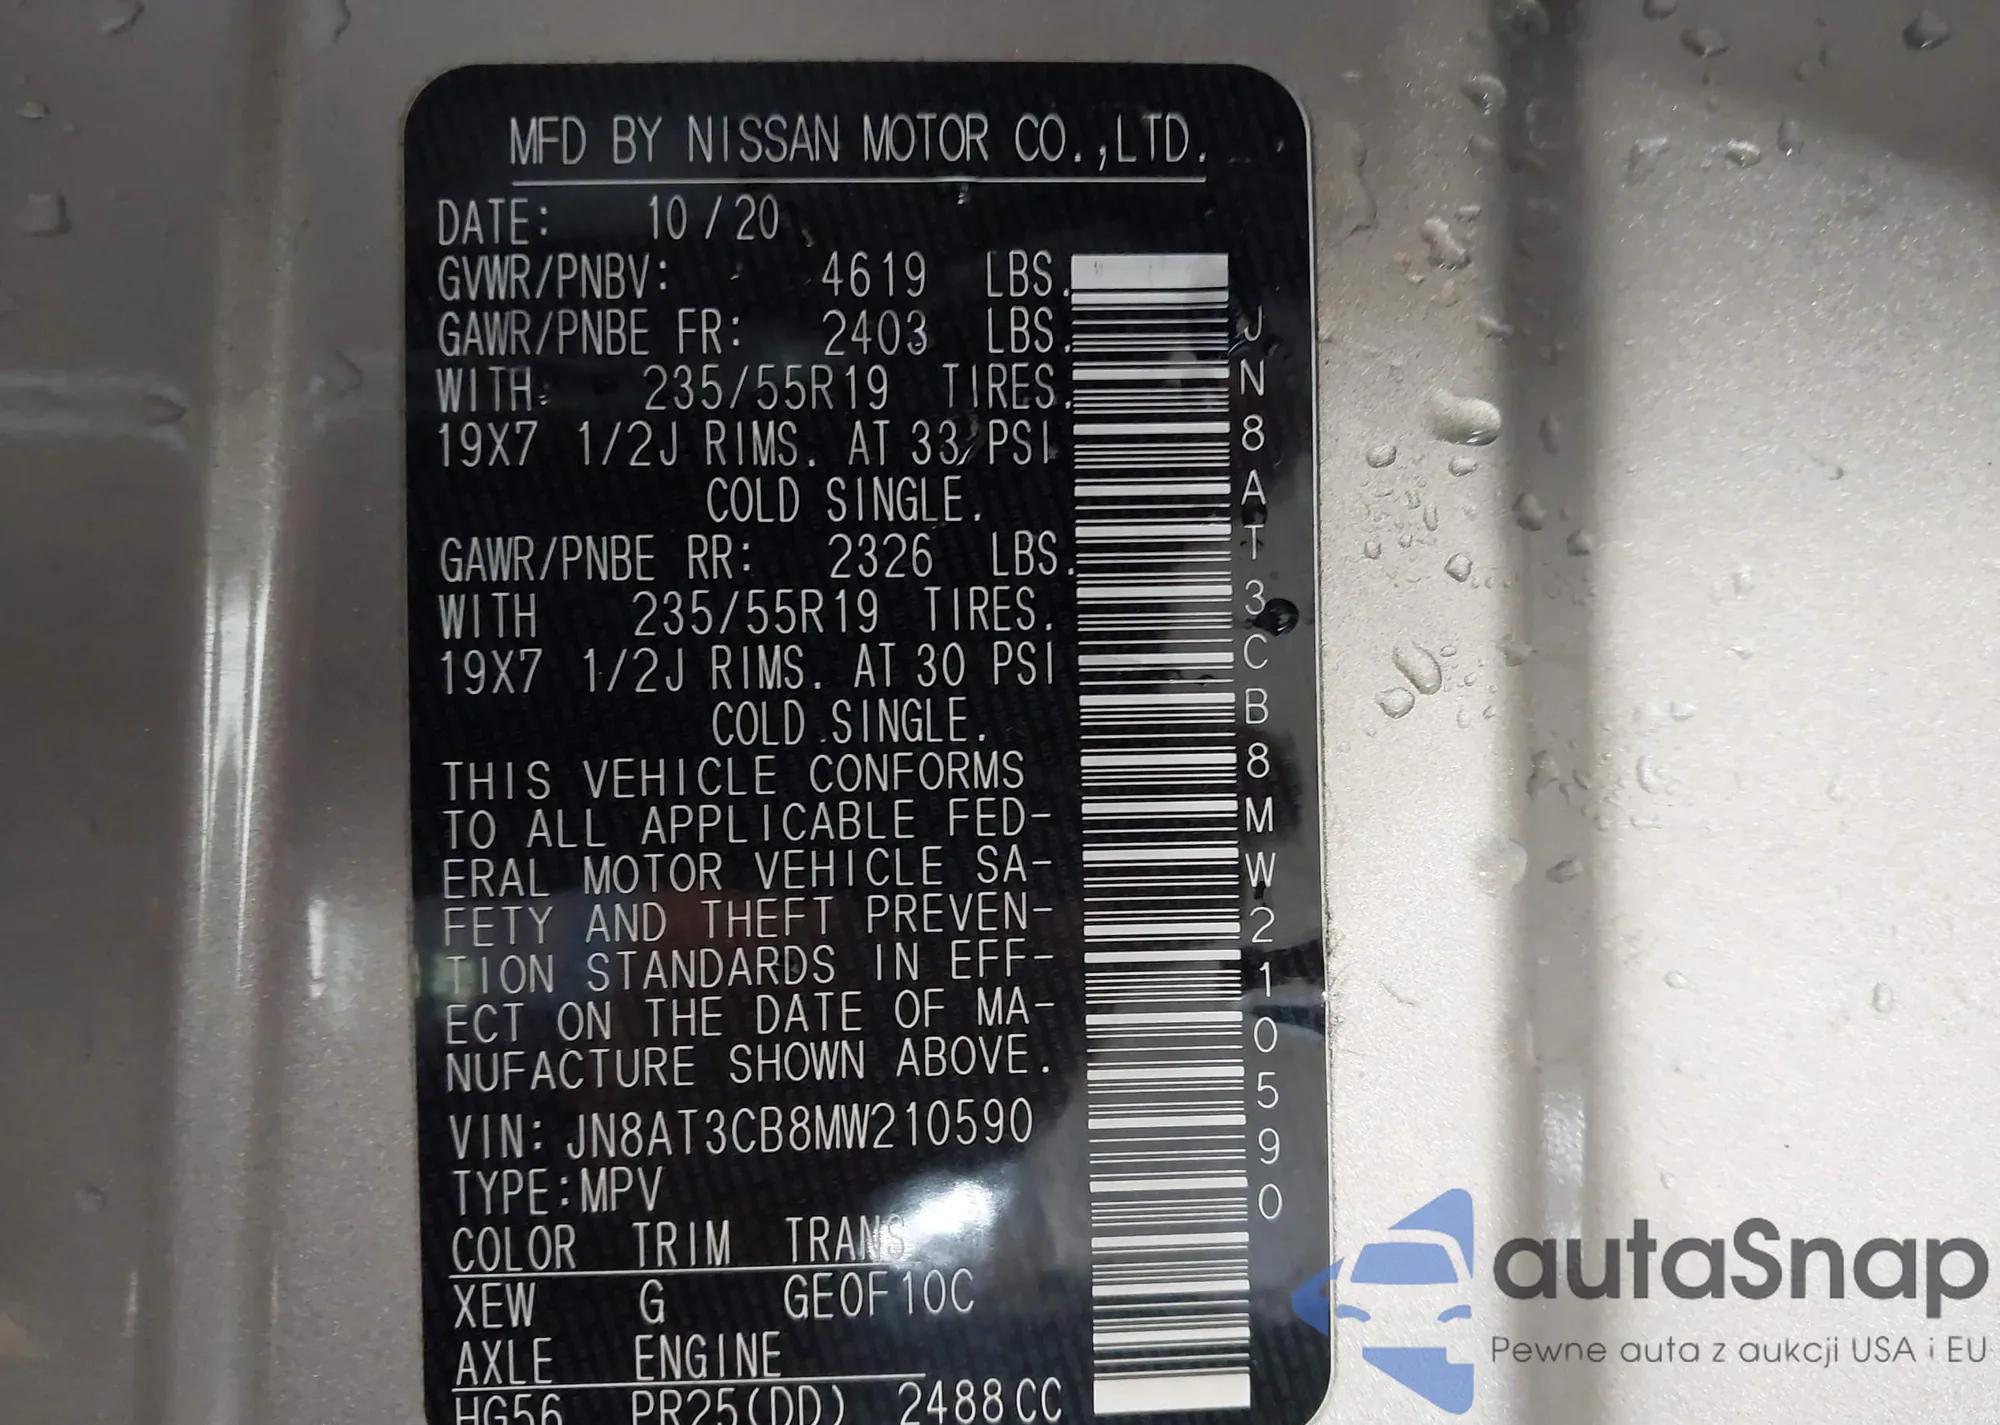 MFD BY NISSAN MOTOR CO.,LTD.
DATE: 10/20
GVWR/PNBV: 4619 LBS.
GAWR/PNBE FR: 2403 LBS.
WITH 235/55R19 TIRES.
19X7 1/2J RIMS. AT 33 PSI
COLD SINGLE.
GAWR/PNBE RR: 2326 LBS.
WITH 235/55R19 TIRES.
19X7 1/2J RIMS. AT 30 PSI
COLD SINGLE.
THIS VEHICLE CONFORMS
TO ALL APPLICABLE FED-
ERAL MOTOR VEHICLE SA-
FETY AND THEFT PREVEN-
TION STANDARDS IN EFF-
ECT ON THE DATE OF MA-
NUFACTURE SHOWN ABOVE.
VIN: JN8AT3CB8MW210590
TYPE:MPV
COLOR TRIM TRANS
XEW G GE0F10C
AXLE ENGINE
HG56 PR25(DD) 2488CC
JN8AT3CB8MW210590
autaSnap
Pewne auta z aukcji USA i EU